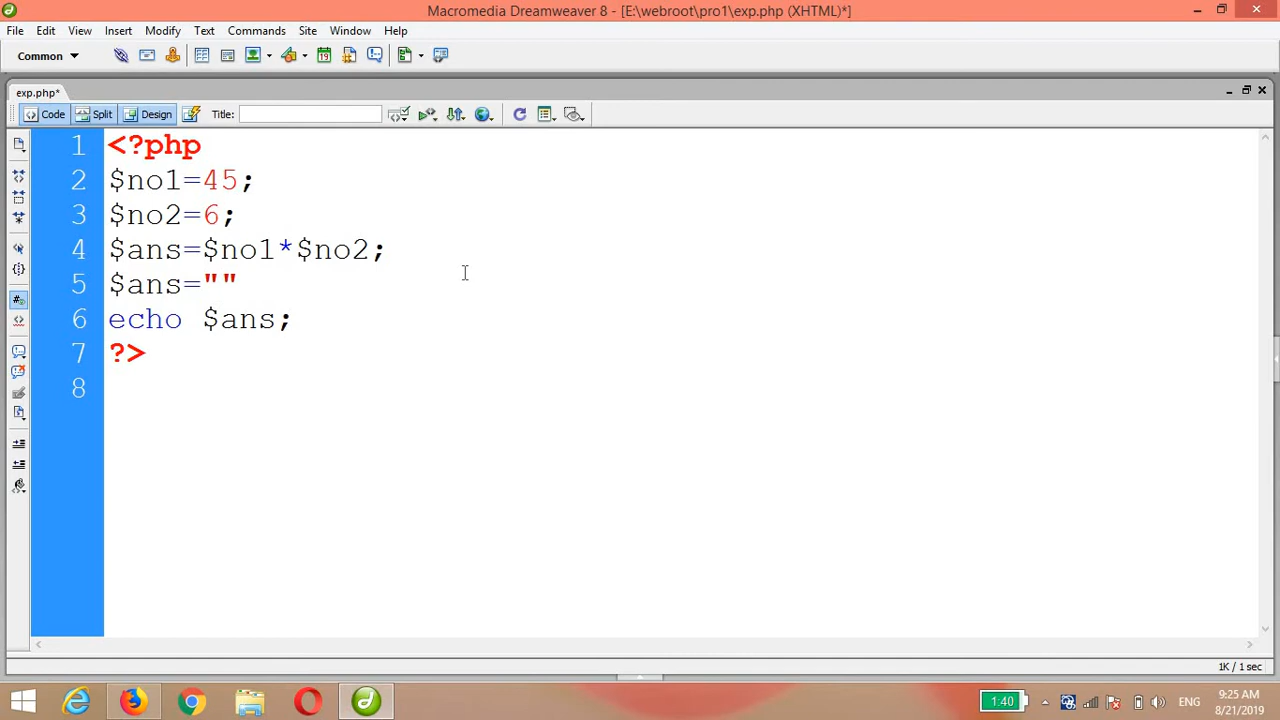 Macromedia Dreamweaver 8 - [E:\webroot\pro1\exp.php (XHTML)*]
File Edit View Insert Modify Text Commands Site Window Help
Common
19
exp.php*
Code Split Design Title:
1 <?php
2 $no1=45;
3 $no2=6;
4 $ans=$no1*$no2;
5 $ans=""
6 echo $ans;
7 ?>
8
1K / 1 sec
1:40 ENG 9:25 AM
8/21/2019